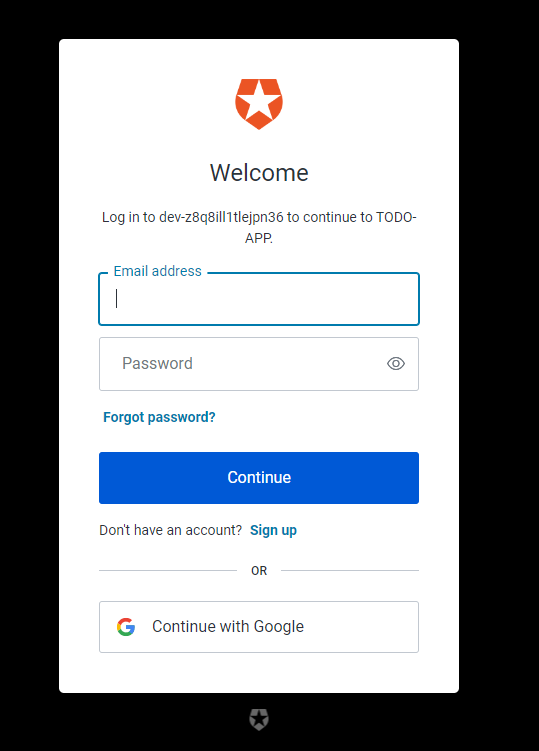 Welcome
Log in to dev-z8q8ill1tlejpn36 to continue to TODO-
APP.
Email address
Password
Forgot password?
Continue
Don't have an account? Sign up
OR
Continue with Google